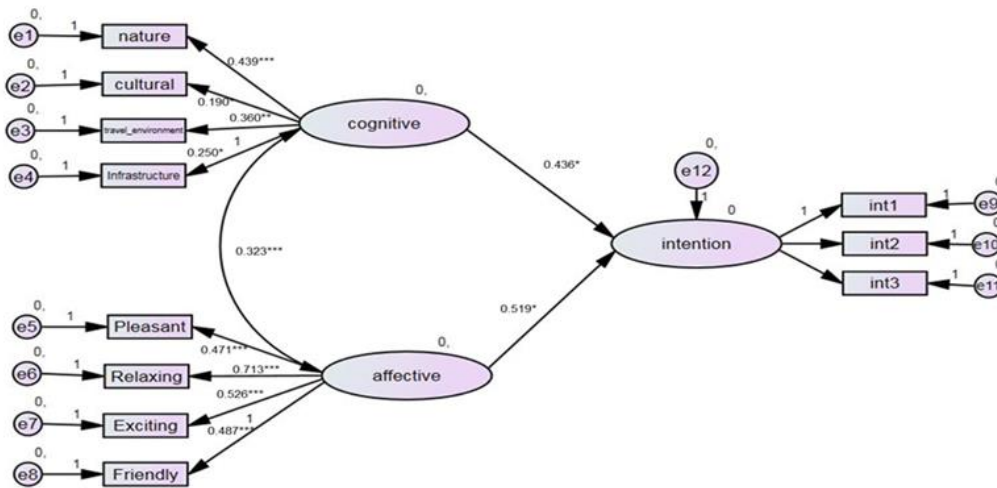 0,
e1
1
nature
0.439***
0,
e2
1
cultural
0.190*
0,
e3
1
travel_environment
0.360**
0,
e4
1
Infrastructure
0.250*
1
0,
cognitive
0.436*
0,
e12
1
0
intention
1
int1
1
e9
int2
1
e10
int3
1
e11
0.323***
0.519*
0,
e5
1
Pleasant
0.471***
0,
affective
0,
e6
1
Relaxing
0.713***
0,
e7
1
Exciting
0.526***
1
0.487***
0,
e8
1
Friendly